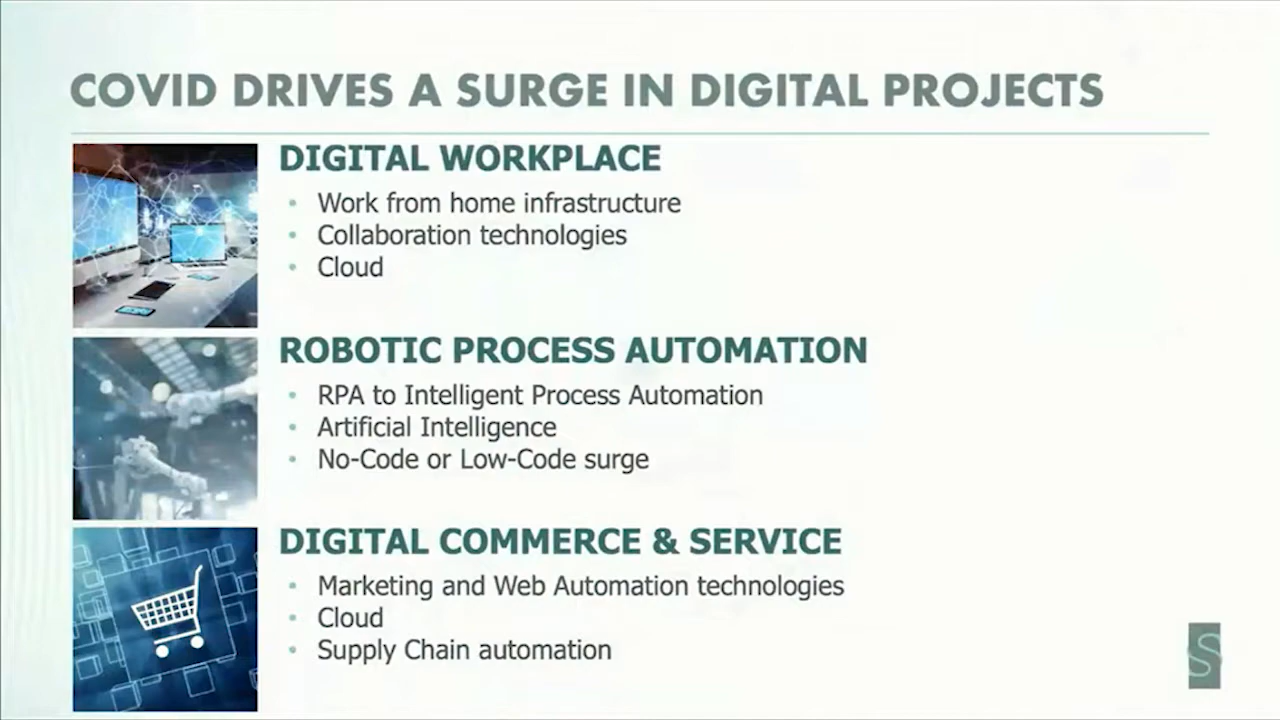 COVID DRIVES A SURGE IN DIGITAL PROJECTS
DIGITAL WORKPLACE
• Work from home infrastructure
• Collaboration technologies
• Cloud
ROBOTIC PROCESS AUTOMATION
• RPA to Intelligent Process Automation
• Artificial Intelligence
• No-Code or Low-Code surge
DIGITAL COMMERCE & SERVICE
• Marketing and Web Automation technologies
• Cloud
• Supply Chain automation
S